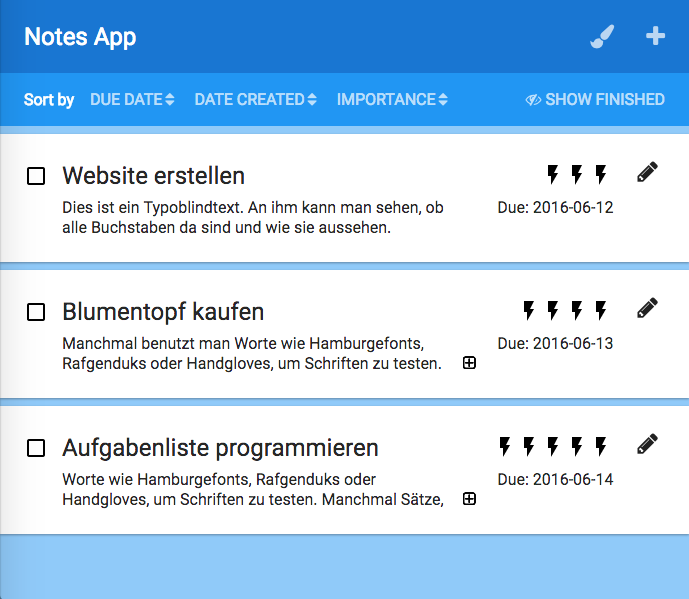 Notes App
Sort by DUE DATE DATE CREATED IMPORTANCE SHOW FINISHED
Website erstellen
Dies ist ein Typoblindtext. An ihm kann man sehen, ob
alle Buchstaben da sind und wie sie aussehen.
Due: 2016-06-12
Blumentopf kaufen
Manchmal benutzt man Worte wie Hamburgefonts,
Rafgenduks oder Handgloves, um Schriften zu testen.
Due: 2016-06-13
Aufgabenliste programmieren
Worte wie Hamburgefonts, Rafgenduks oder
Handgloves, um Schriften zu testen. Manchmal Sätze,
Due: 2016-06-14